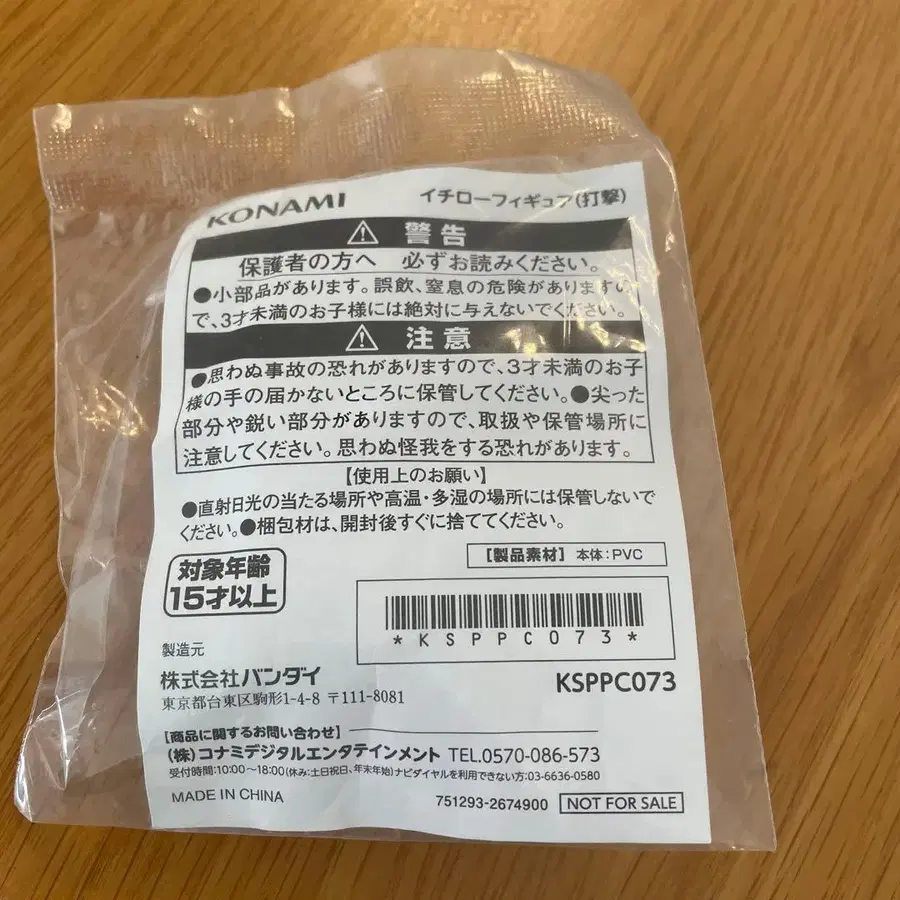 KONAMI
イチローフィギュア(打撃)
⚠ 警告
保護者の方へ 必ずお読みください。
●小部品があります。誤飲、窒息の危険がありますの
で、3才未満のお子様には絶対に与えないでください。
⚠ 注意
●思わぬ事故の恐れがありますので、3才未満のお子
様の手の届かないところに保管してください。●尖った
部分や鋭い部分がありますので、取扱や保管場所に
注意してください。思わぬ怪我をする恐れがあります。
【使用上のお願い】
●直射日光の当たる場所や高温・多湿の場所には保管しないで
ください。●梱包材は、開封後すぐに捨ててください。
【製品素材】 本体:PVC
対象年齢
15才以上
*KSPPC073*
KSPPC073
製造元
株式会社バンダイ
東京都台東区駒形1-4-8 〒111-8081
【商品に関するお問い合わせ】
(株)コナミデジタルエンタテインメント TEL.0570-086-573
受付時間:10:00~18:00(休み:土日祝日、年末年始)ナビダイヤルを利用できない方:03-6636-0580
MADE IN CHINA
751293-2674900
NOT FOR SALE